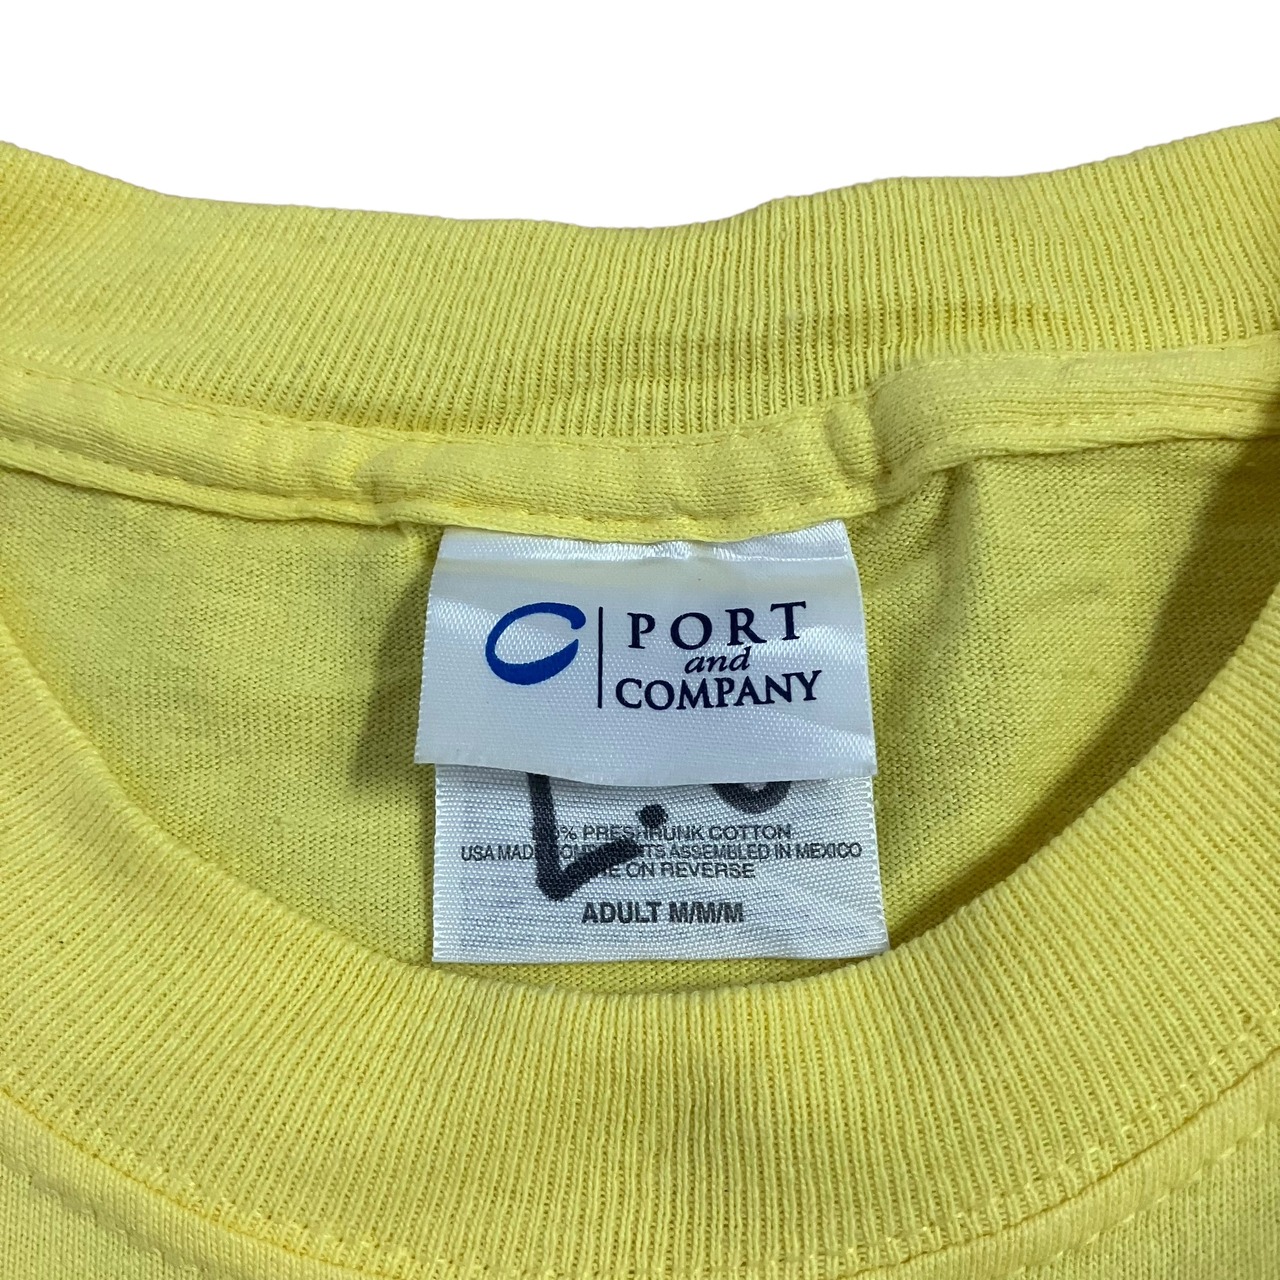 PORT
and
COMPANY
L.
% PRESHRUNK COTTON
USA MADE COMPONENTS ASSEMBLED IN MEXICO
ON REVERSE
ADULT M/M/M